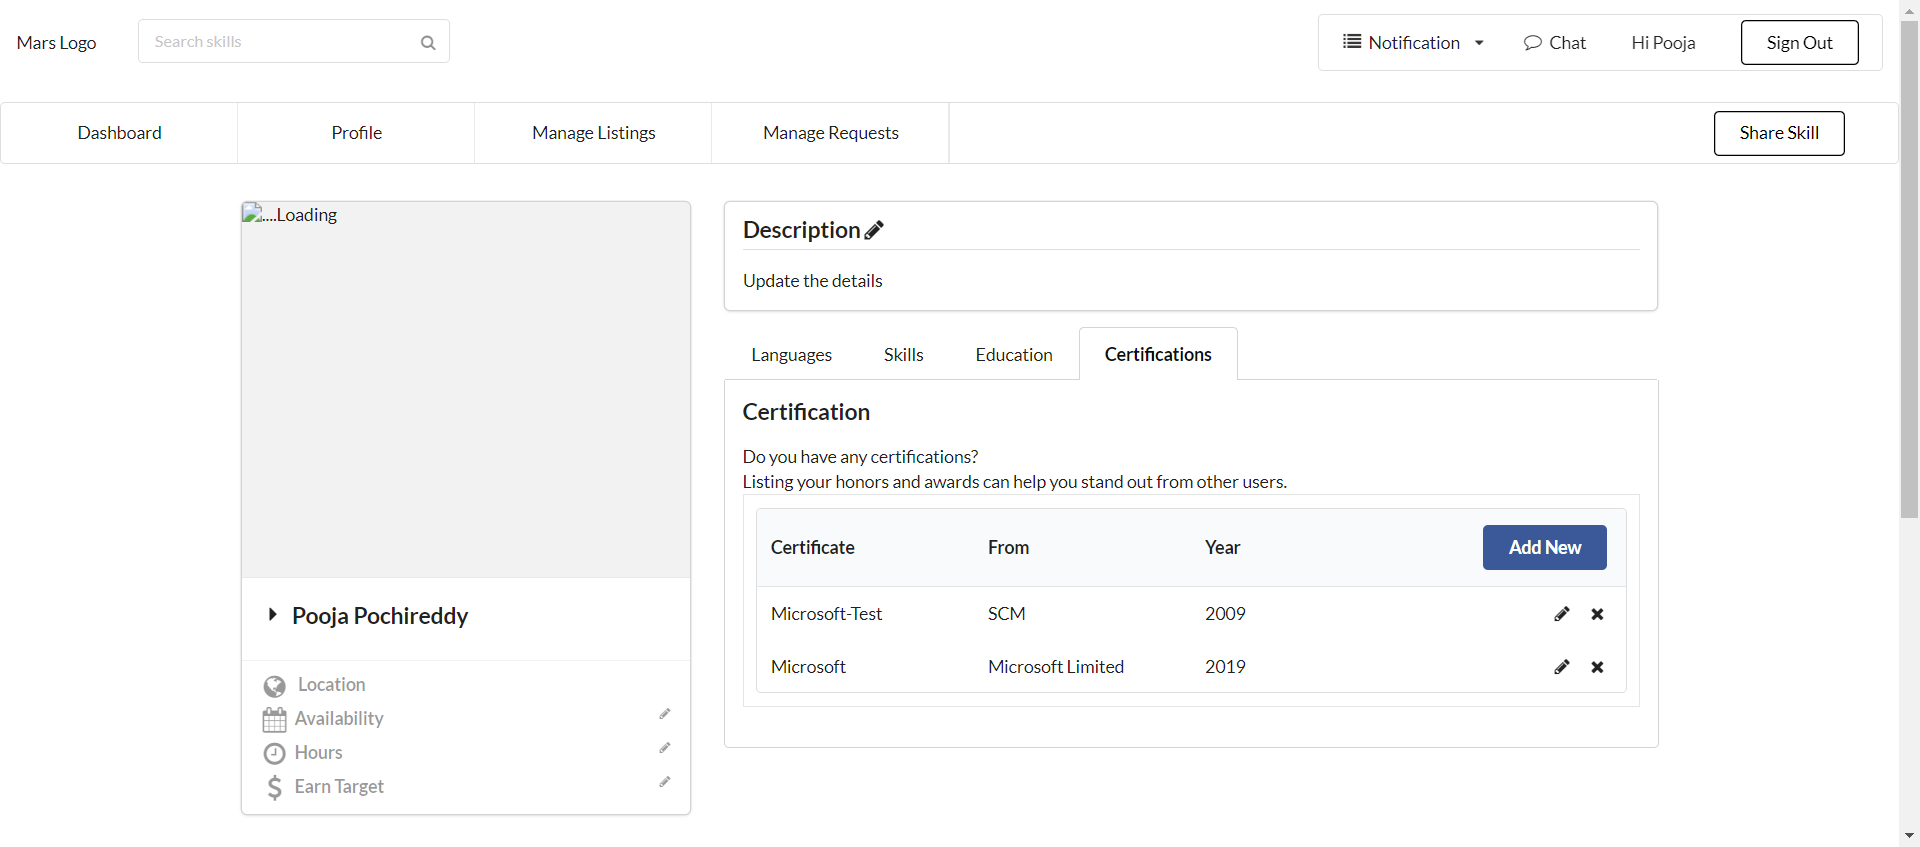 Mars Logo
Search skills
Notification
Chat
Hi Pooja
Sign Out
Dashboard
Profile
Manage Listings
Manage Requests
Share Skill
....Loading
Pooja Pochireddy
Location
Availability
Hours
Earn Target
Description
Update the details
Languages
Skills
Education
Certifications
Certification
Do you have any certifications?
Listing your honors and awards can help you stand out from other users.
Certificate From Year Add New
Microsoft-Test SCM 2009
Microsoft Microsoft Limited 2019